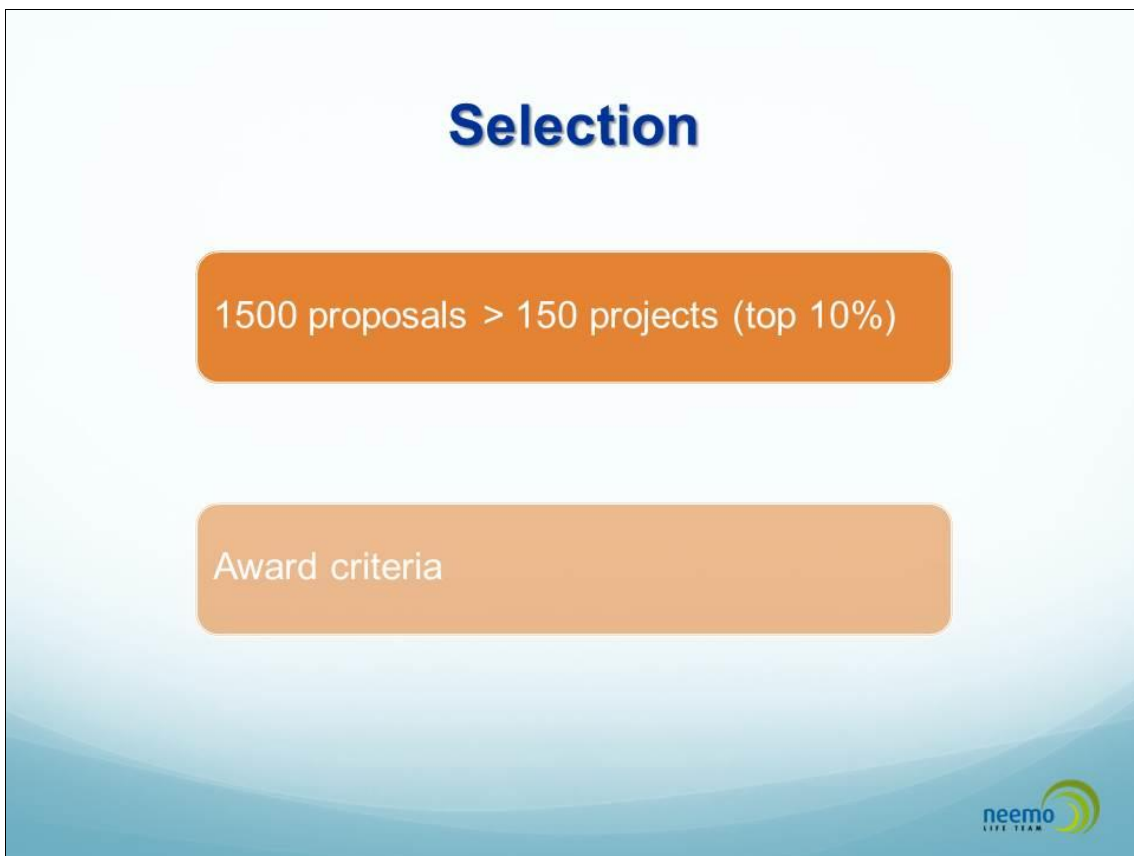 Selection
1500 proposals > 150 projects (top 10%)
Award criteria
neemo
LIFE TEAM